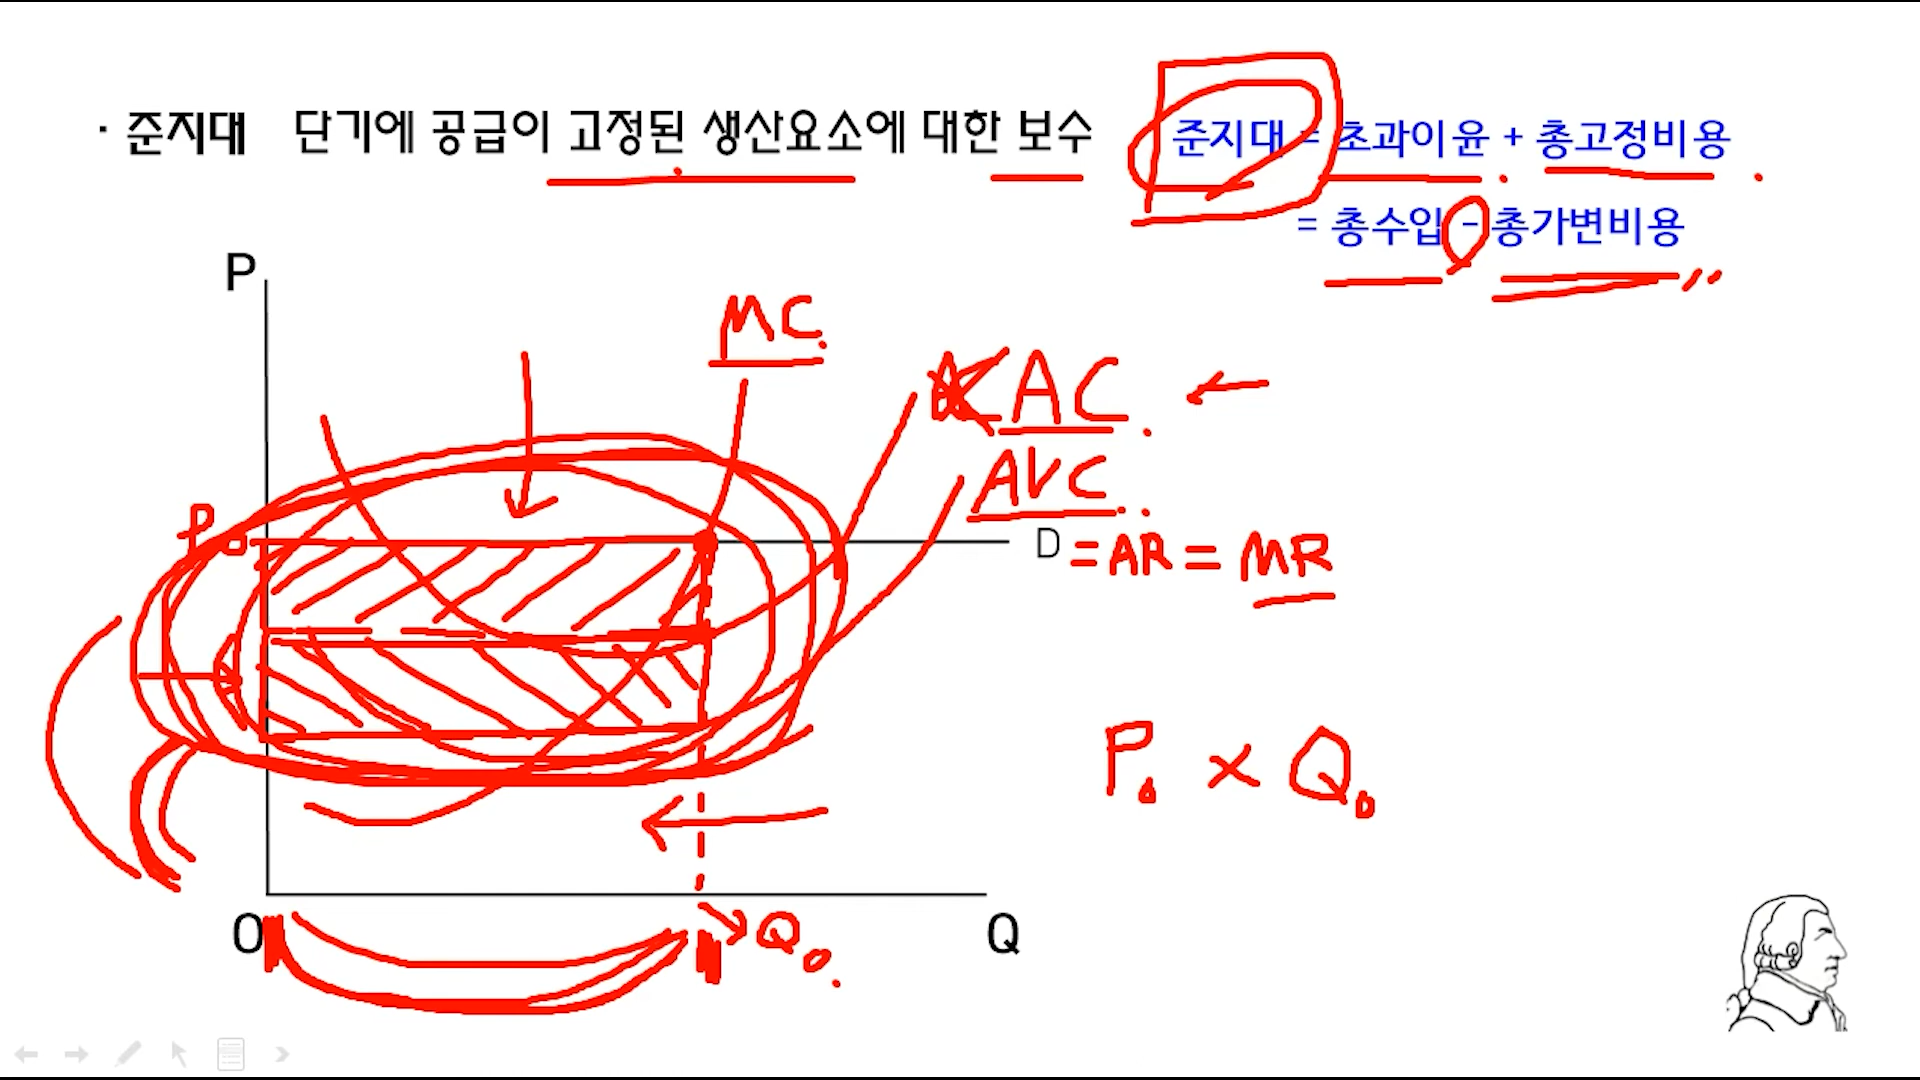 · 준지대 단기에 공급이 고정된 생산요소에 대한 보수 준지대 = 초과이윤 + 총고정비용
= 총수입 - 총가변비용
P
MC
AC
AVC
P₀
D = AR = MR
P₀ × Q₀
O
Q₀
Q